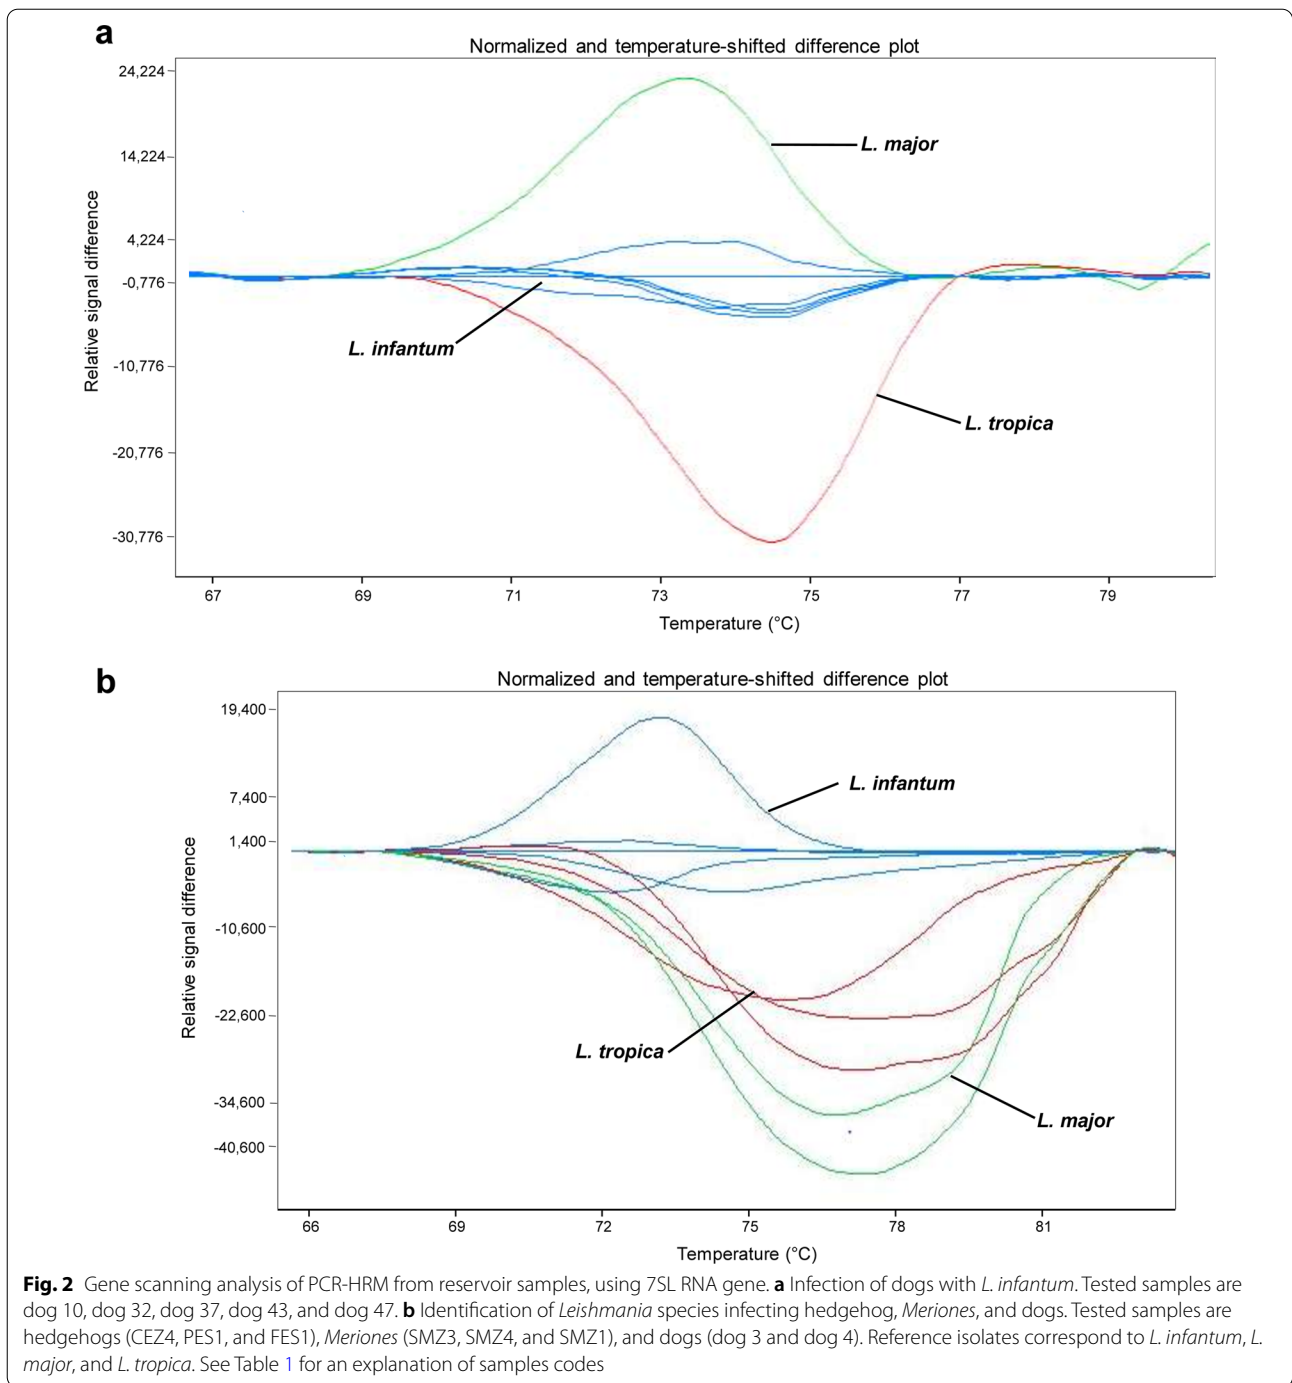 a
Normalized and temperature-shifted difference plot
24,224
14,224
4,224
-0,776
-10,776
-20,776
-30,776
Relative signal difference
L. major
L. infantum
L. tropica
67 69 71 73 75 77 79
Temperature (°C)
b
Normalized and temperature-shifted difference plot
19,400
7,400
1,400
-10,600
-22,600
-34,600
-40,600
Relative signal difference
L. infantum
L. tropica
L. major
66 69 72 75 78 81
Temperature (°C)
Fig. 2 Gene scanning analysis of PCR-HRM from reservoir samples, using 7SL RNA gene. a Infection of dogs with L. infantum. Tested samples are
dog 10, dog 32, dog 37, dog 43, and dog 47. b Identification of Leishmania species infecting hedgehog, Meriones, and dogs. Tested samples are
hedgehogs (CEZ4, PES1, and FES1), Meriones (SMZ3, SMZ4, and SMZ1), and dogs (dog 3 and dog 4). Reference isolates correspond to L. infantum, L.
major, and L. tropica. See Table 1 for an explanation of samples codes